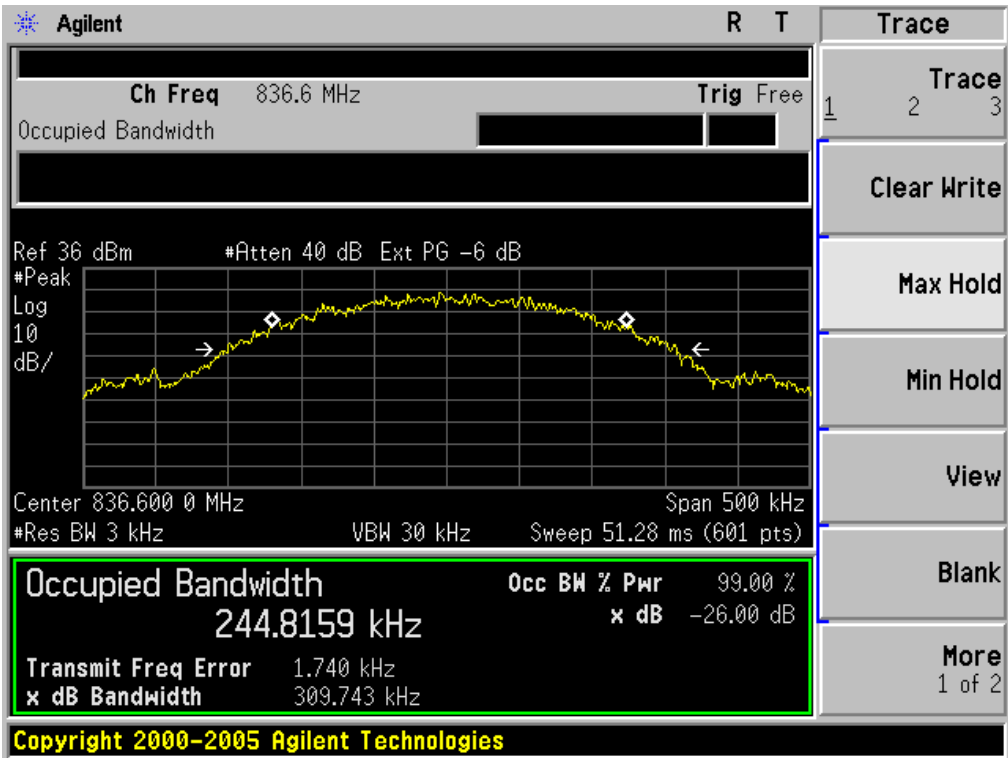 Agilent R T
Ch Freq 836.6 MHz Trig Free
Occupied Bandwidth
Ref 36 dBm #Atten 40 dB Ext PG -6 dB
#Peak
Log
10
dB/
Center 836.600 0 MHz Span 500 kHz
#Res BW 3 kHz VBW 30 kHz Sweep 51.28 ms (601 pts)
Occupied Bandwidth
244.8159 kHz
Occ BW % Pwr 99.00 %
x dB -26.00 dB
Transmit Freq Error 1.740 kHz
x dB Bandwidth 309.743 kHz
Copyright 2000-2005 Agilent Technologies
Trace
Trace
1 2 3
Clear Write
Max Hold
Min Hold
View
Blank
More
1 of 2